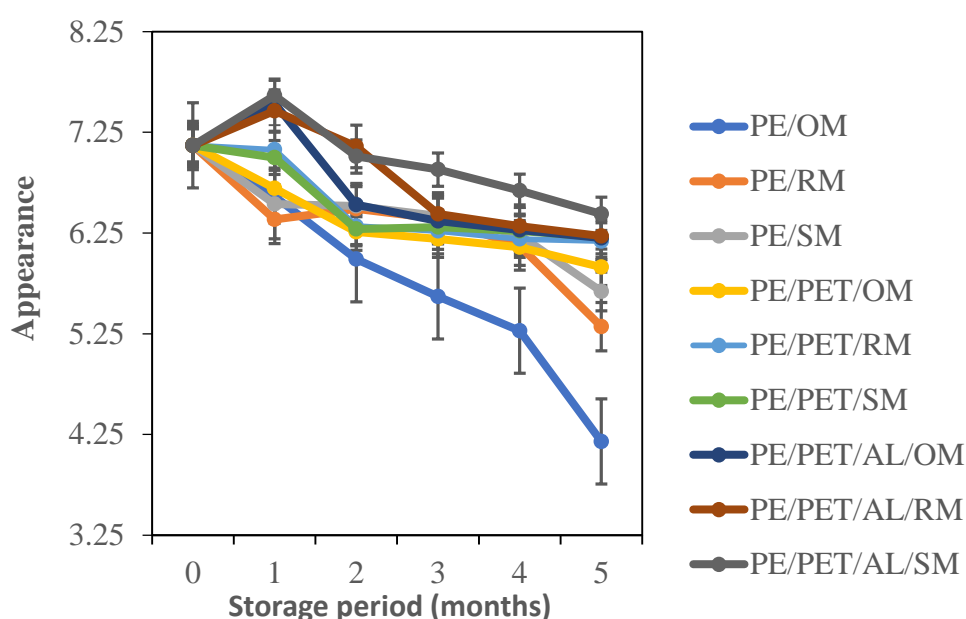 8.25
7.25
6.25
5.25
4.25
3.25
Appearance
0 1 2 3 4 5
Storage period (months)
PE/OM
PE/RM
PE/SM
PE/PET/OM
PE/PET/RM
PE/PET/SM
PE/PET/AL/OM
PE/PET/AL/RM
PE/PET/AL/SM